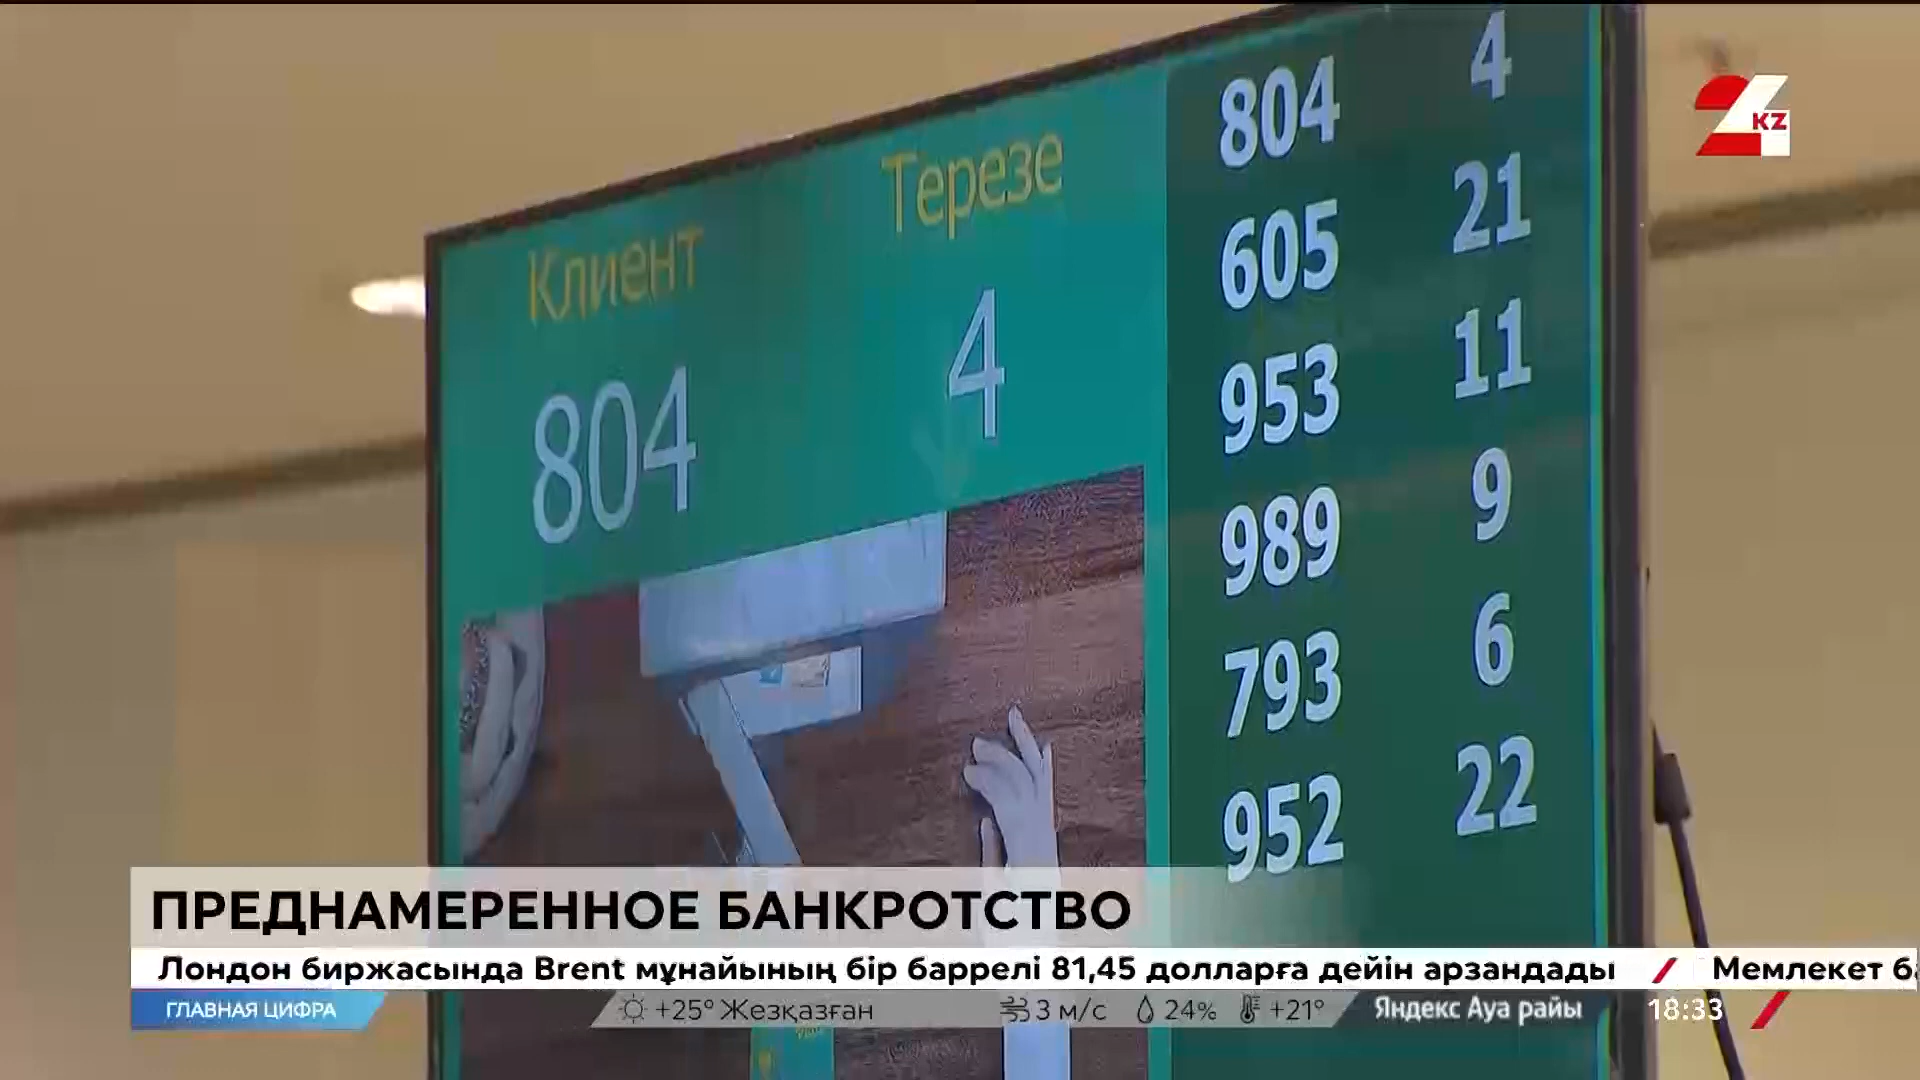 Клиент Терезе
804 4
804 4
605 21
953 11
989 9
793 6
952 22
24 KZ
ПРЕДНАМЕРЕННОЕ БАНКРОТСТВО
Лондон биржасында Brent мұнайының бір баррелі 81,45 долларға дейін арзандады / Мемлекет ба
ГЛАВНАЯ ЦИФРА +25° Жезқазған 3 м/с 24% +21° Яндекс Ауа райы 18:33